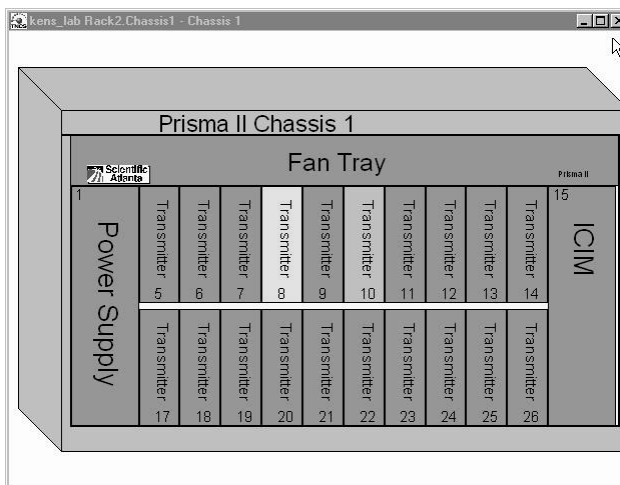 TNCS
kens_lab Rack2.Chassis1 - Chassis 1
Prisma II Chassis 1
Fan Tray
Scientific
Atlanta
Prisma II
1
Power Supply
Transmitter
5
Transmitter
6
Transmitter
7
Transmitter
8
Transmitter
9
Transmitter
10
Transmitter
11
Transmitter
12
Transmitter
13
Transmitter
14
15
ICIM
Transmitter
17
Transmitter
18
Transmitter
19
Transmitter
20
Transmitter
21
Transmitter
22
Transmitter
23
Transmitter
24
Transmitter
25
Transmitter
26